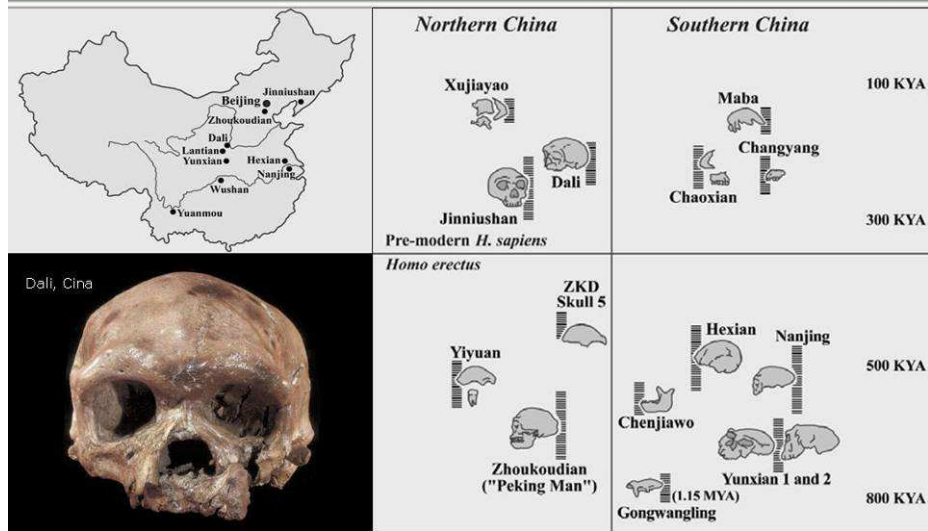 Jinniushan
Beijing
Zhoukoudian
Dali
Lantian
Yunxian
Hexian
Nanjing
Wushan
Yuanmou
Northern China
Southern China
100 KYA
Xujiayao
Maba
Changyang
Dali
Chaoxian
Jinniushan
300 KYA
Pre-modern H. sapiens
Dali, Cina
Homo erectus
ZKD
Skull 5
Hexian
Nanjing
Yiyuan
500 KYA
Chenjiawo
Zhoukoudian
("Peking Man")
Yunxian 1 and 2
(1.15 MYA)
Gongwangling
800 KYA